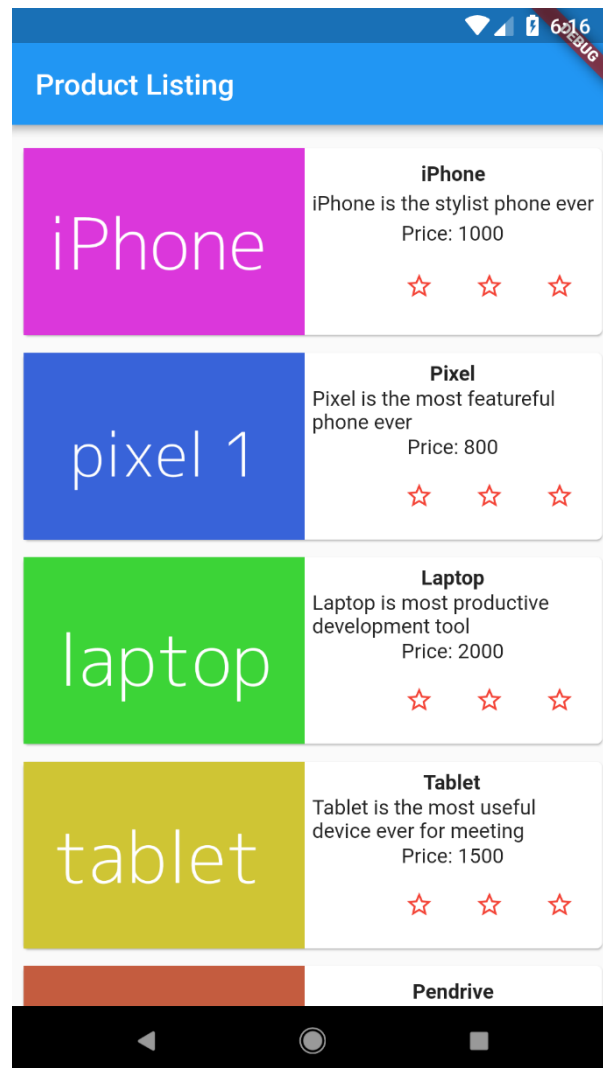 6:16
DEBUG
Product Listing
iPhone
iPhone
iPhone is the stylist phone ever
Price: 1000
pixel 1
Pixel
Pixel is the most featureful
phone ever
Price: 800
laptop
Laptop
Laptop is most productive
development tool
Price: 2000
tablet
Tablet
Tablet is the most useful
device ever for meeting
Price: 1500
Pendrive